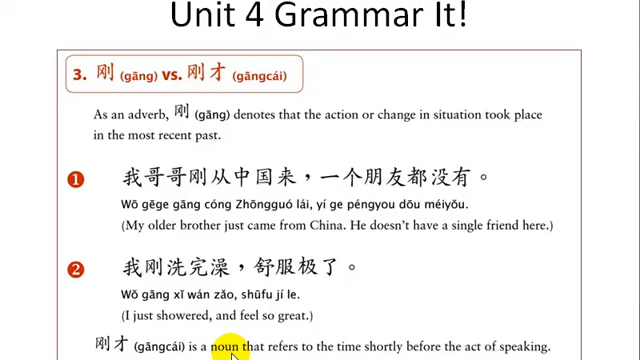 Unit 4 Grammar It!
3. 刚 (gāng) VS. 刚才 (gāngcái)
As an adverb, 刚 (gāng) denotes that the action or change in situation took place
in the most recent past.
1 我哥哥刚从中国来，一个朋友都没有。
Wǒ gēge gāng cóng Zhōngguó lái, yí ge péngyou dōu méiyǒu.
(My older brother just came from China. He doesn't have a single friend here.)
2 我刚洗完澡，舒服极了。
Wǒ gāng xǐ wán zǎo, shūfu jí le.
(I just showered, and feel so great.)
刚才 (gāngcái) is a noun that refers to the time shortly before the act of speaking.